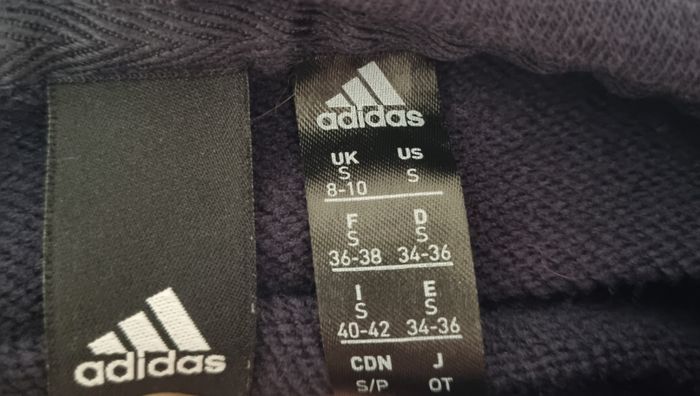 adidas
adidas
UK US
S S
8-10
F D
S S
36-38 34-36
I E
S S
40-42 34-36
CDN J
S/P OT